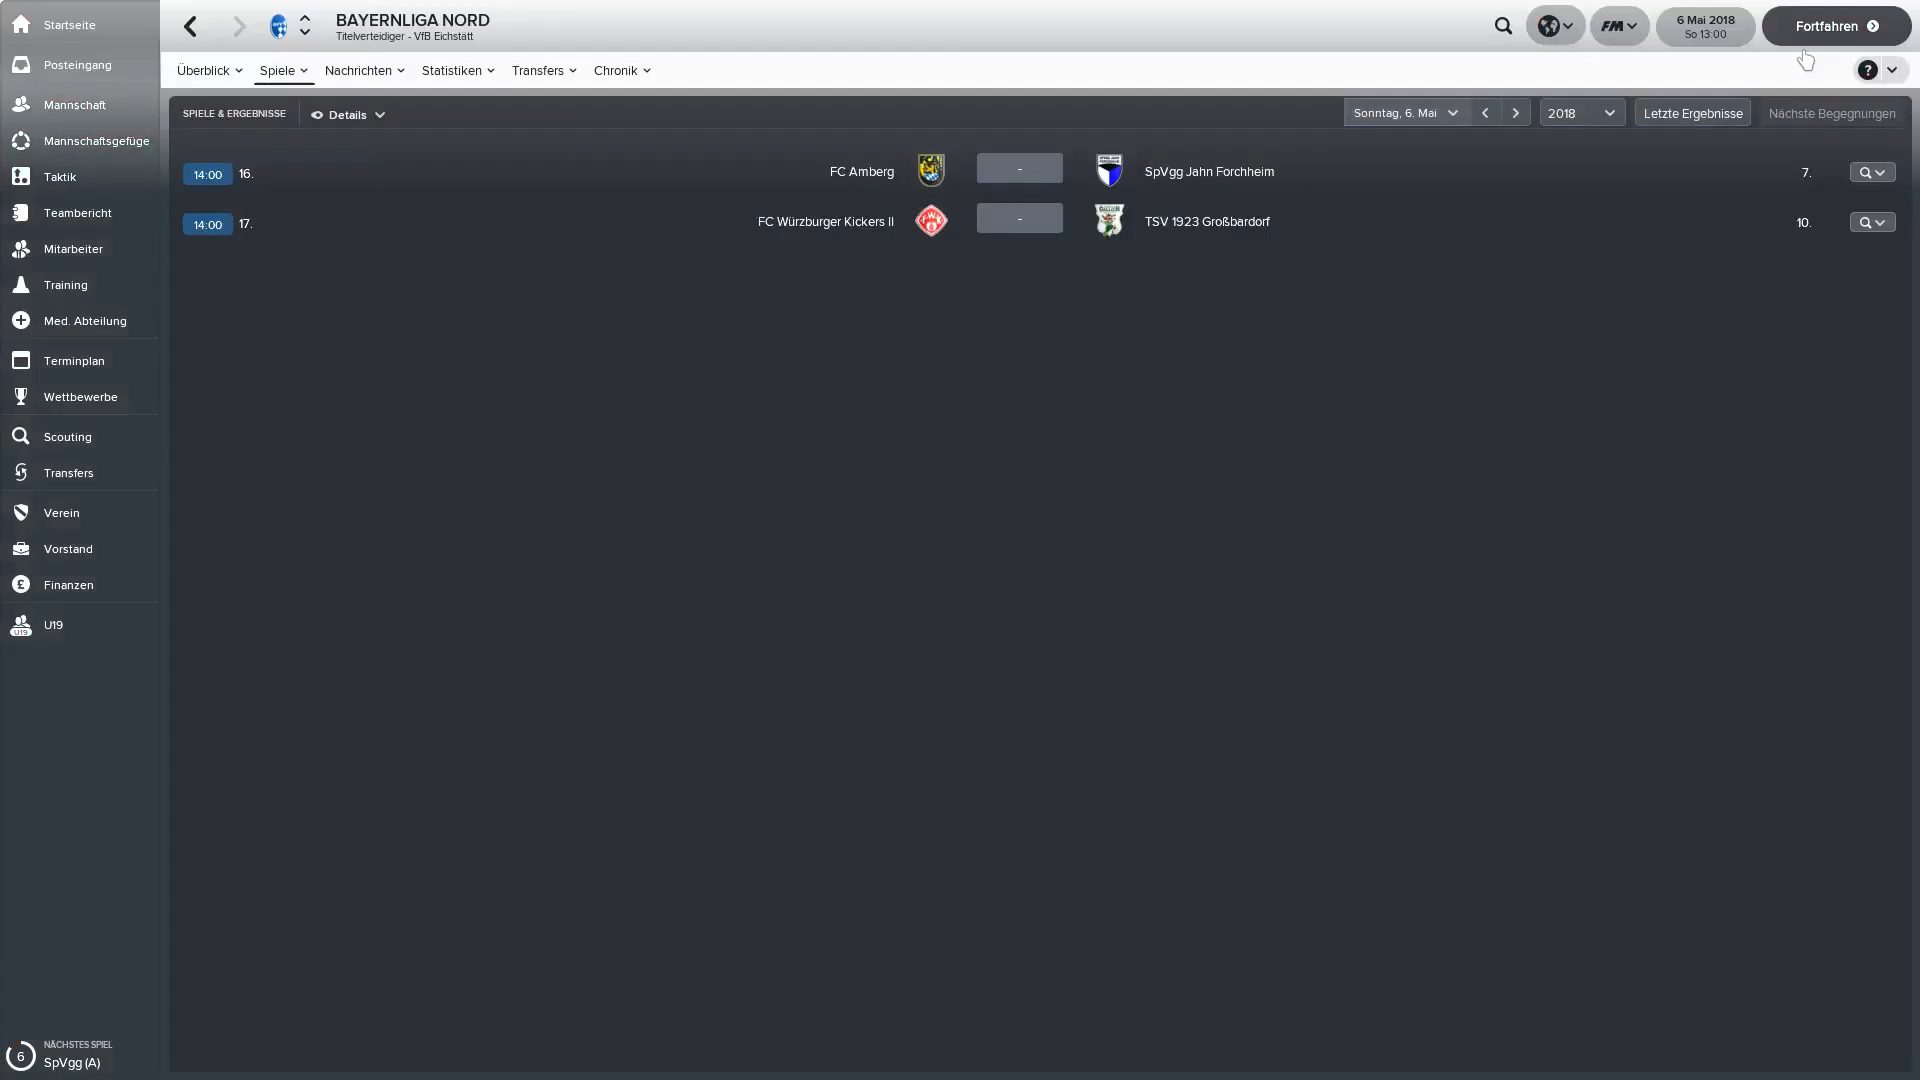 Startseite
Posteingang
Mannschaft
Mannschaftsgefüge
Taktik
Teambericht
Mitarbeiter
Training
Med. Abteilung
Terminplan
Wettbewerbe
Scouting
Transfers
Verein
Vorstand
Finanzen
U19
U19
6
NÄCHSTES SPIEL
SpVgg (A)
BAYERNLIGA NORD
Titelverteidiger - VfB Eichstätt
FM
6 Mai 2018
So 13:00
Fortfahren
Überblick Spiele Nachrichten Statistiken Transfers Chronik
?
SPIELE & ERGEBNISSE Details
Sonntag, 6. Mai 2018 Letzte Ergebnisse Nächste Begegnungen
14:00 16. FC Amberg - SpVgg Jahn Forchheim 7.
14:00 17. FC Würzburger Kickers II - TSV 1923 Großbardorf 10.